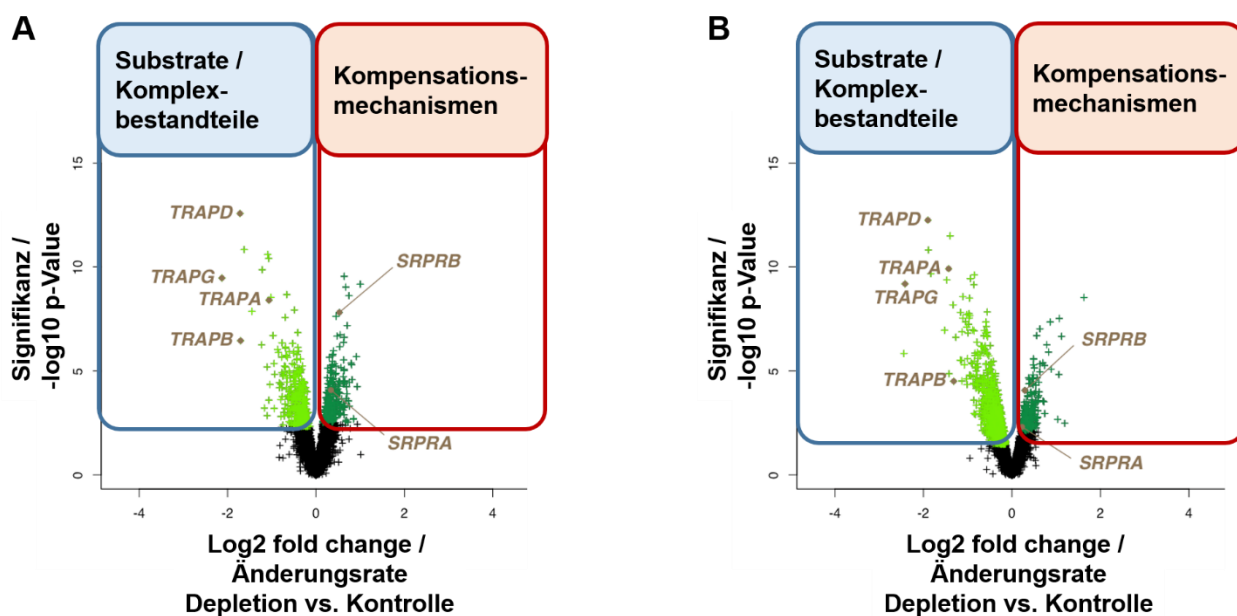 A
Substrate /
Komplex-
bestandteile
Kompensations-
mechanismen
Signifikanz /
-log10 p-Value
15
10
5
0
TRAPD
TRAPG
TRAPA
TRAPB
SRPRB
SRPRA
-4
-2
0
2
4
Log2 fold change /
Änderungsrate
Depletion vs. Kontrolle
B
Substrate /
Komplex-
bestandteile
Kompensations-
mechanismen
Signifikanz /
-log10 p-Value
15
10
5
0
TRAPD
TRAPA
TRAPG
TRAPB
SRPRB
SRPRA
-4
-2
0
2
4
Log2 fold change /
Änderungsrate
Depletion vs. Kontrolle